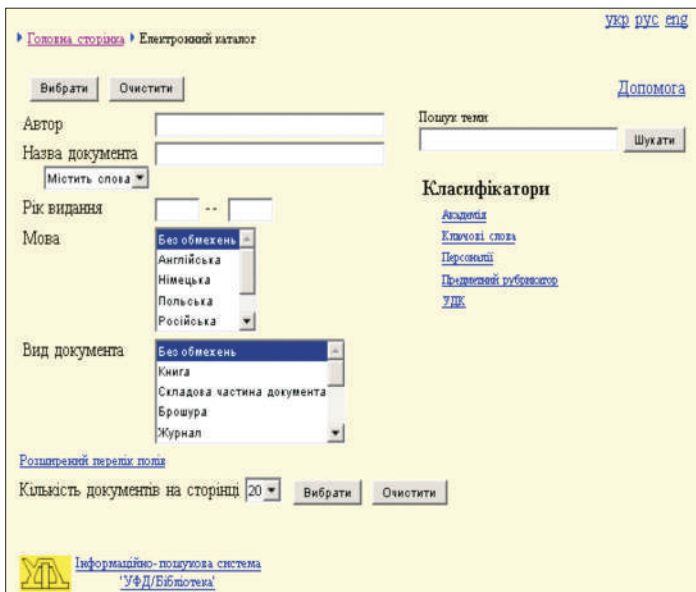 укр рус eng
Головна сторінка Електронний каталог
Вибрати Очистити
Допомога
Автор
Назва документа
Містить слова
Рік видання --
Мова
Без обмежень
Англійська
Німецька
Польська
Російська
Вид документа
Без обмежень
Книга
Складова частина документа
Брошура
Журнал
Пошук теми
Шукати
Класифікатори
Академія
Ключові слова
Персоналії
Предметний рубрикатор
УДК
Розширений перелік полів
Кількість документів на сторінці 20 Вибрати Очистити
УФД
Інформаційно-пошукова система
'УФД/Бібліотека'